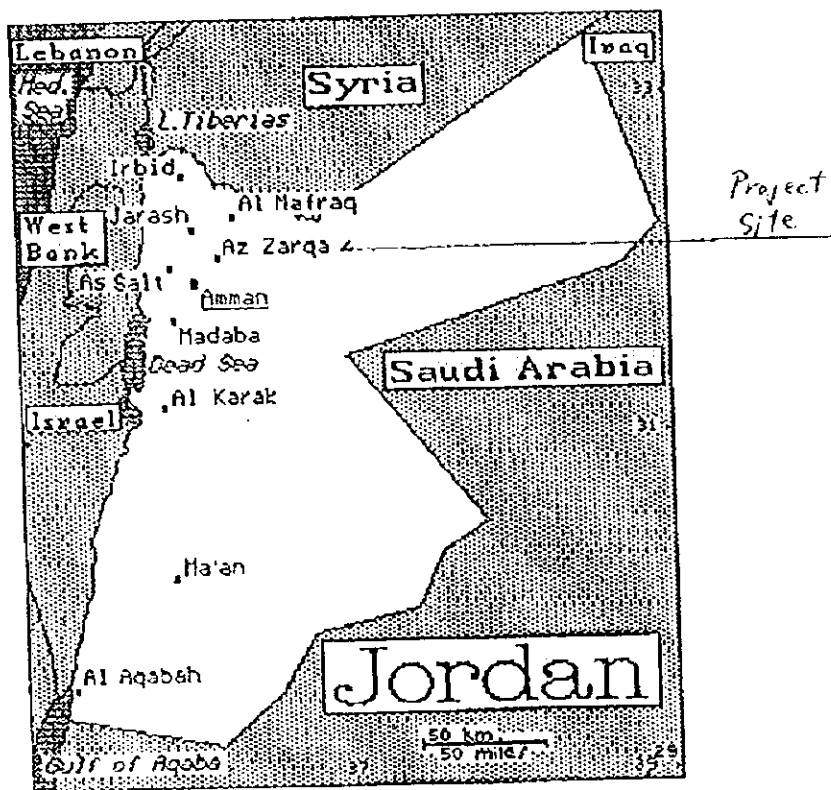 Lebanon
Iraq
Med.
Sea
Syria
33
L.Tiberias
Irbid
Al Mafraq
Project
Site
West
Bank
Jarash
Az Zarqa
As Salt
Amman
Madaba
Dead Sea
Saudi Arabia
Al Karak
Israel
31
Ma'an
Jordan
Al Aqabah
50 km
50 miles
29
Gulf of Aqaba
37